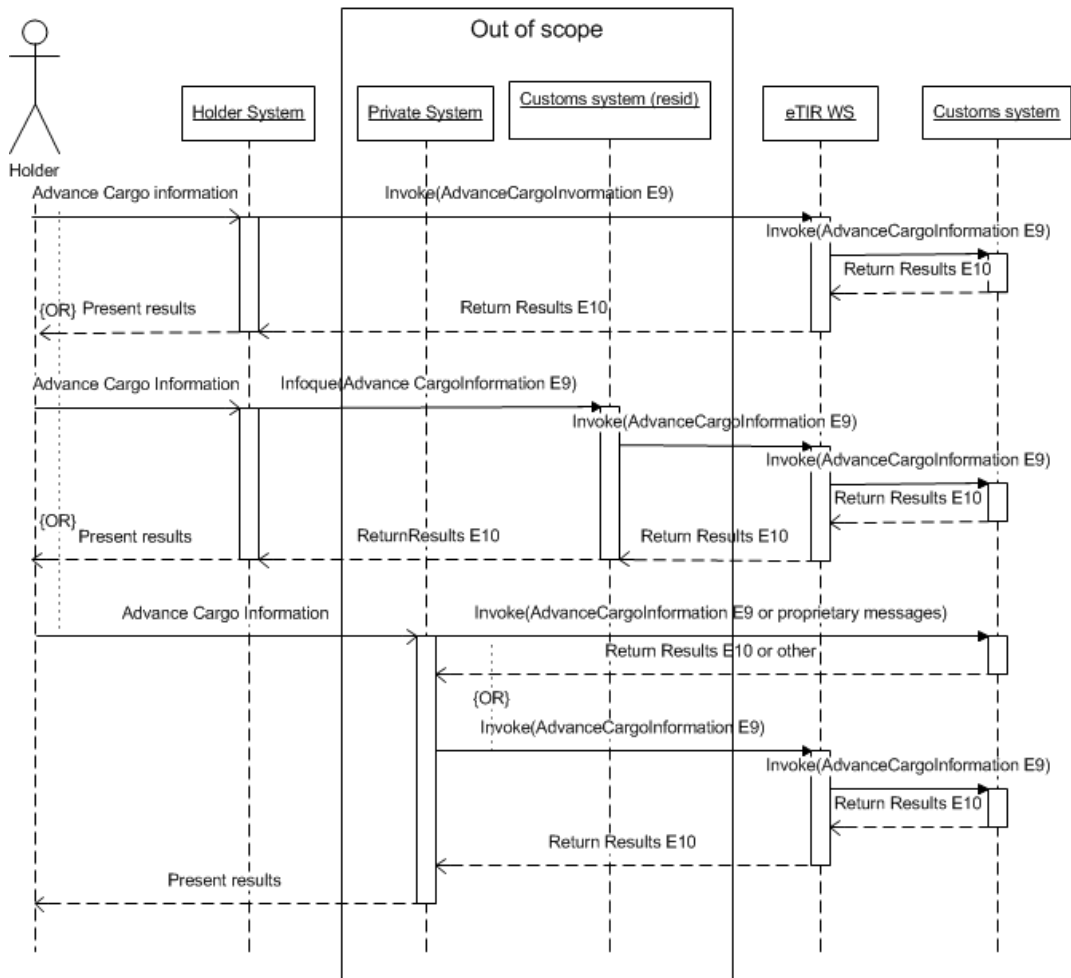 Out of scope
Holder System
Private System
Customs system (resid)
eTIR WS
Customs system
Holder
Advance Cargo information
Invoke(AdvanceCargoInvormation E9)
Invoke(AdvanceCargoInformation E9)
Return Results E10
{OR}
Present results
Return Results E10
Advance Cargo Information
Infoque(Advance CargoInformation E9)
Invoke(AdvanceCargoInformation E9)
Invoke(AdvanceCargoInformation E9)
Return Results E10
{OR}
Present results
ReturnResults E10
Return Results E10
Advance Cargo Information
Invoke(AdvanceCargoInformation E9 or proprietary messages)
Return Results E10 or other
{OR}
Invoke(AdvanceCargoInformation E9)
Invoke(AdvanceCargoInformation E9)
Return Results E10
Return Results E10
Present results